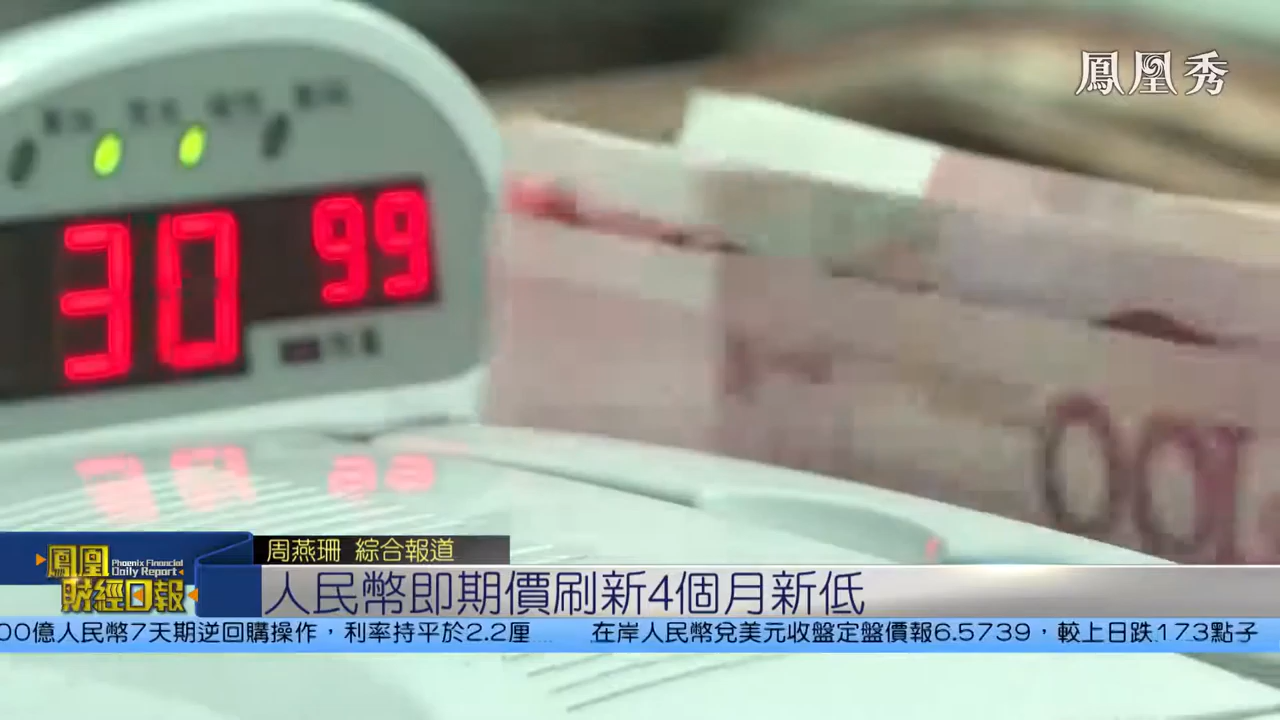 鳳凰秀
30 99
100
周燕珊 綜合報道
鳳凰
Phoenix Financial
Daily Report
財經日報
人民幣即期價刷新4個月新低
00億人民幣7天期逆回購操作，利率持平於2.2厘 在岸人民幣兌美元收盤定盤價報6.5739，較上日跌173點子